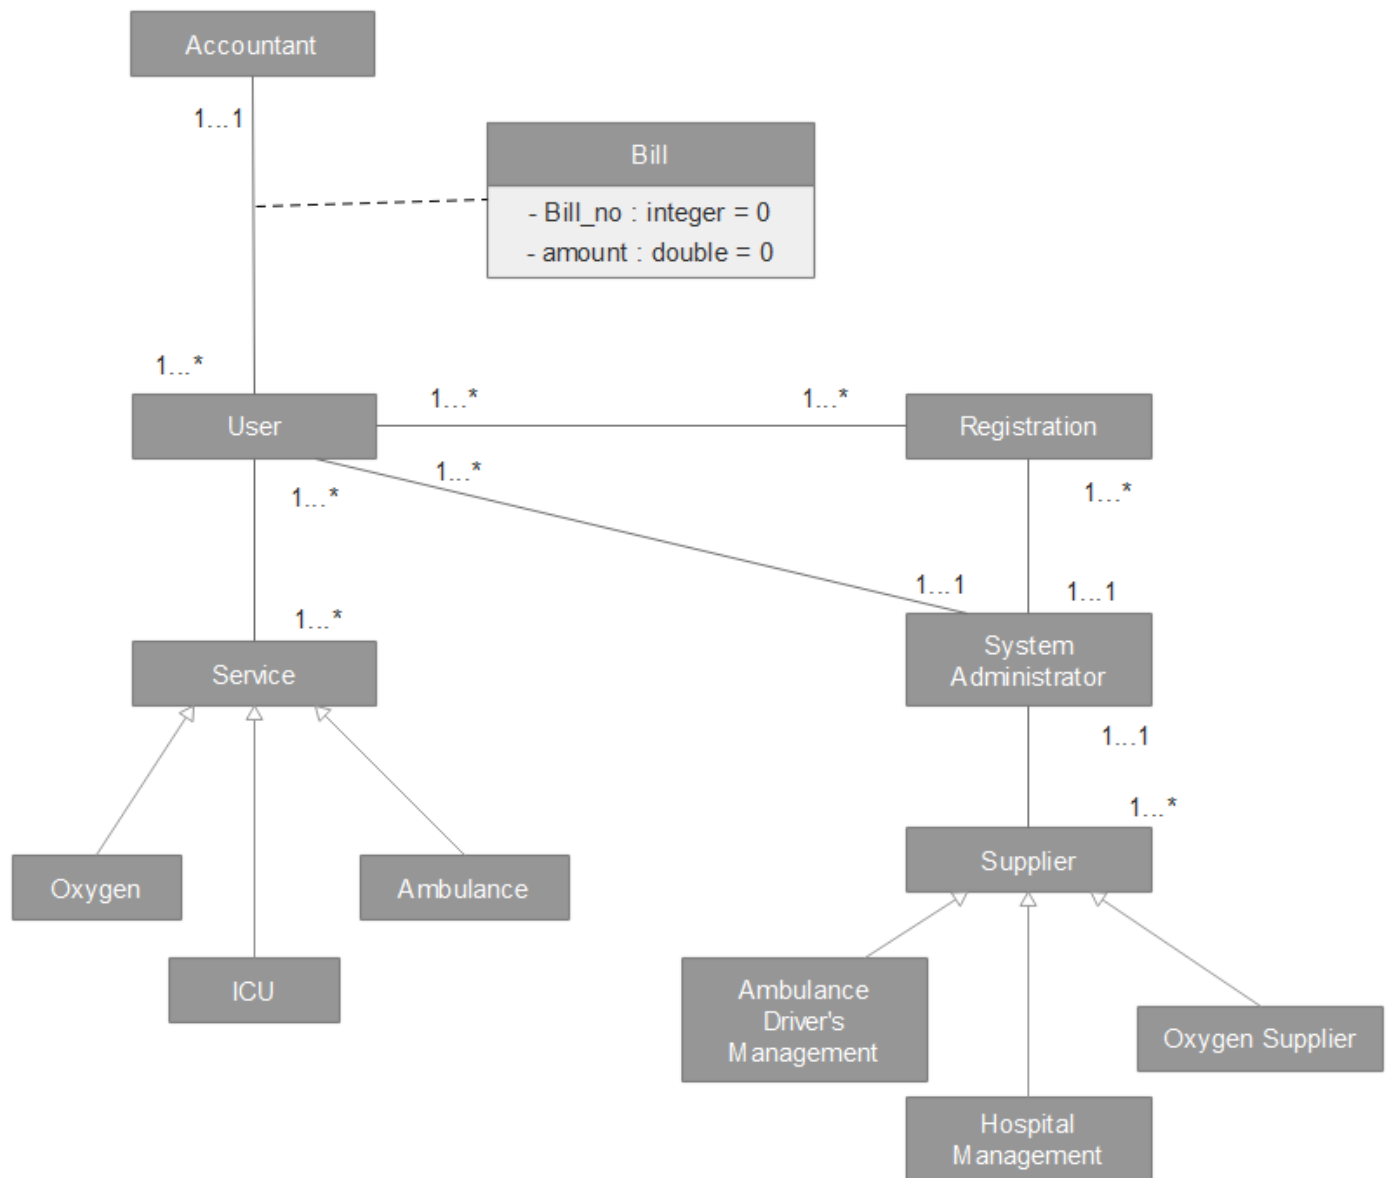 Accountant
1...1
Bill
- Bill_no : integer = 0
- amount : double = 0
1...*
User
1...*
1...*
Registration
1...*
1...*
1...*
1...1
1...1
1...*
Service
System
Administrator
1...1
1...*
Supplier
Oxygen
Ambulance
ICU
Ambulance
Driver's
Management
Oxygen Supplier
Hospital
Management